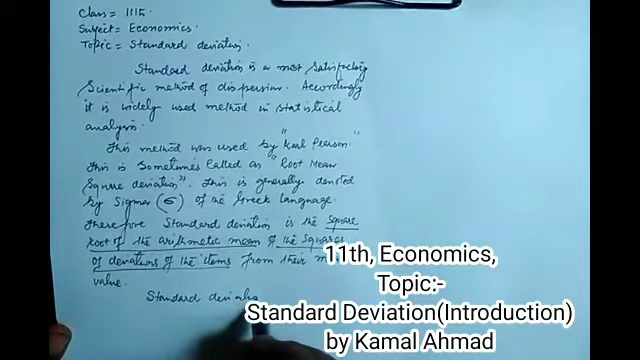 Class = 11th
Subject = Economics.
Topic = Standard deviation.
Standard deviation is a most satisfactory
Scientific method of dispersion. Accordingly
it is widely used method in statistical
analysis.
This method was used by "Karl Pearson."
This is Sometimes Called as "Root Mean
Square deviation". This is generally denoted
by Sigma (σ) of the Greek language.
Therefore Standard deviation is the Square
Root of the arithmetic mean of the Squares
of deviations of the items from their
value.
Standard
11th, Economics,
Topic:-
Standard Deviation(Introduction)
by Kamal Ahmad